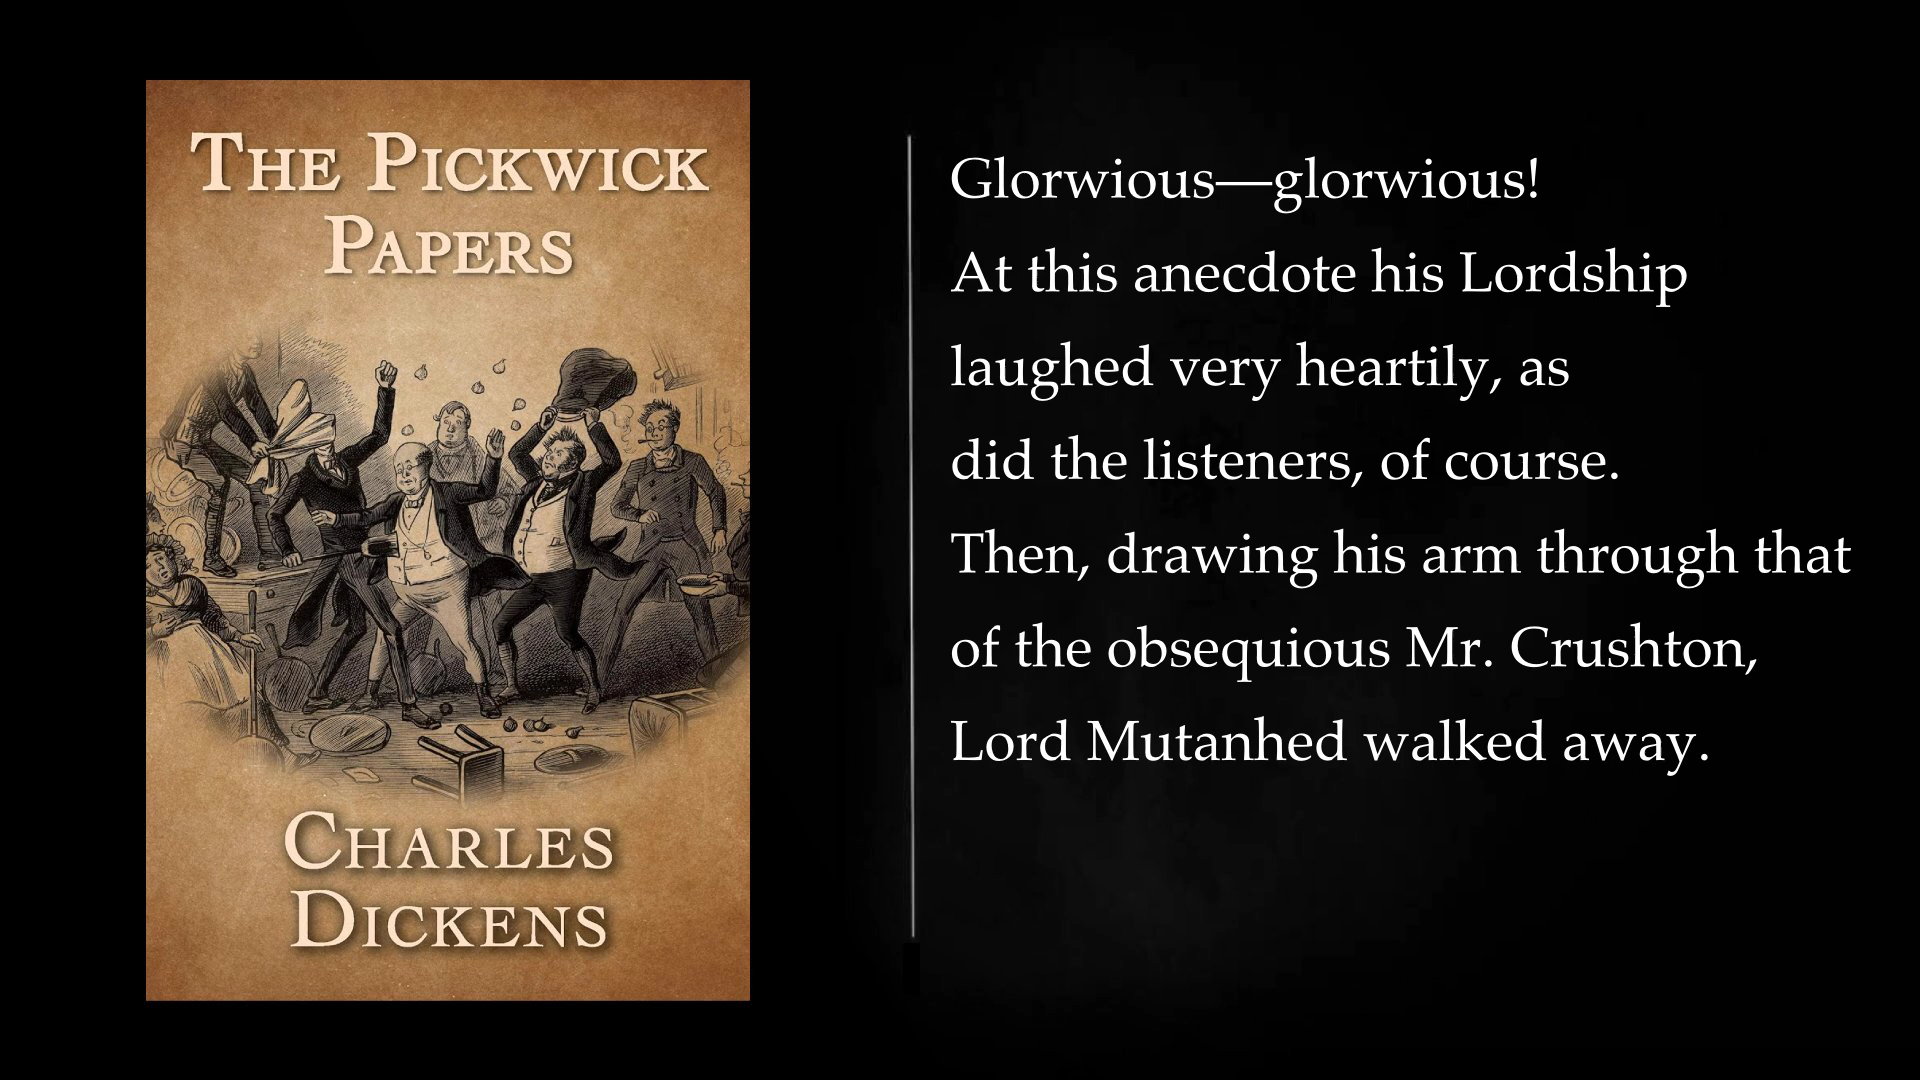 The Pickwick
Papers
Charles
Dickens
Glorwious—glorwious!
At this anecdote his Lordship
laughed very heartily, as
did the listeners, of course.
Then, drawing his arm through that
of the obsequious Mr. Crushton,
Lord Mutanhed walked away.